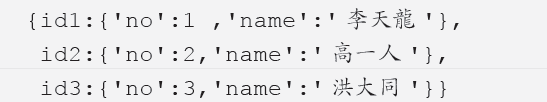 {id1:{'no':1 ,'name':' 李天龍 '},
id2:{'no':2,'name':' 高一人 '},
id3:{'no':3,'name':' 洪大同 '}}